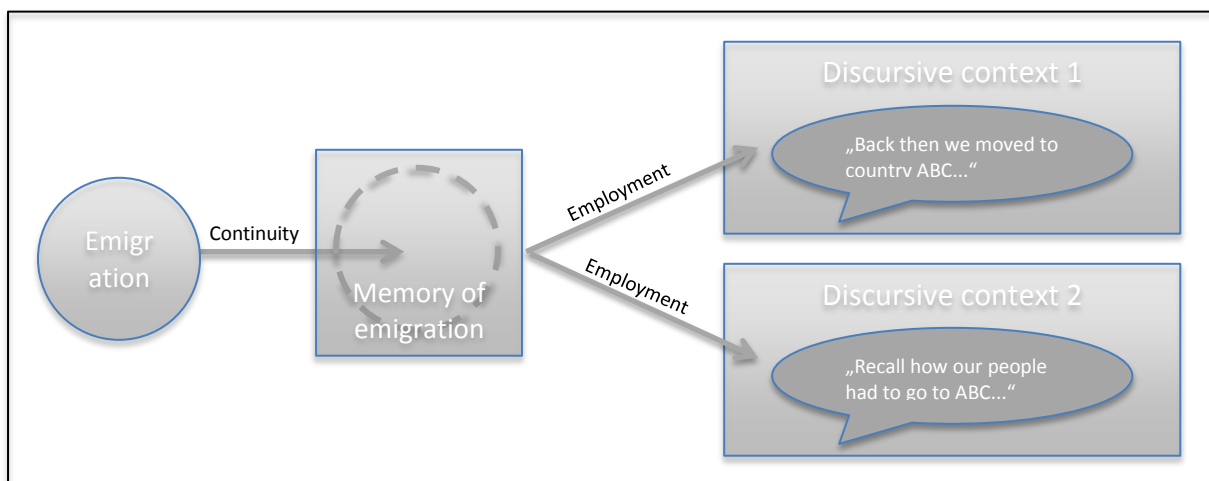 Emigr
ation
Continuity
Memory of
emigration
Employment
Employment
Discursive context 1
„Back then we moved to
country ABC...“
Discursive context 2
„Recall how our people
had to go to ABC...“